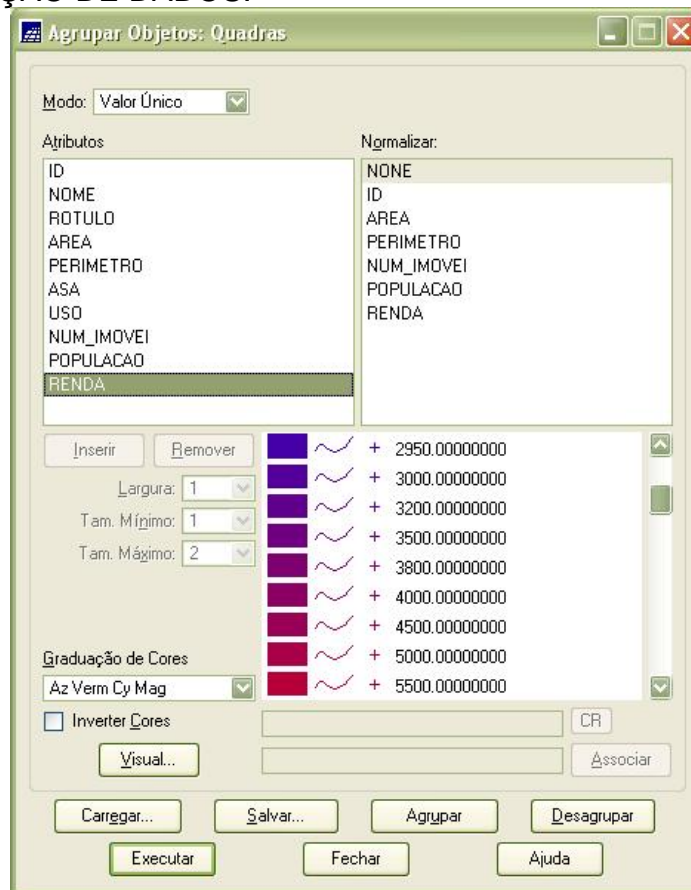 ÇÃO DE DADOS.
Agrupar Objetos: Quadras
Modo: Valor Único
Atributos
Normalizar:
ID
NOME
ROTULO
AREA
PERIMETRO
ASA
USO
NUM_IMOVEI
POPULACAO
RENDA
NONE
ID
AREA
PERIMETRO
NUM_IMOVEI
POPULACAO
RENDA
Inserir
Remover
Largura: 1
Tam. Mínimo: 1
Tam. Máximo: 2
+ 2950.00000000
+ 3000.00000000
+ 3200.00000000
+ 3500.00000000
+ 3800.00000000
+ 4000.00000000
+ 4500.00000000
+ 5000.00000000
+ 5500.00000000
Graduação de Cores
Az Verm Cy Mag
Inverter Cores
CR
Visual...
Associar
Carregar...
Salvar...
Agrupar
Desagrupar
Executar
Fechar
Ajuda